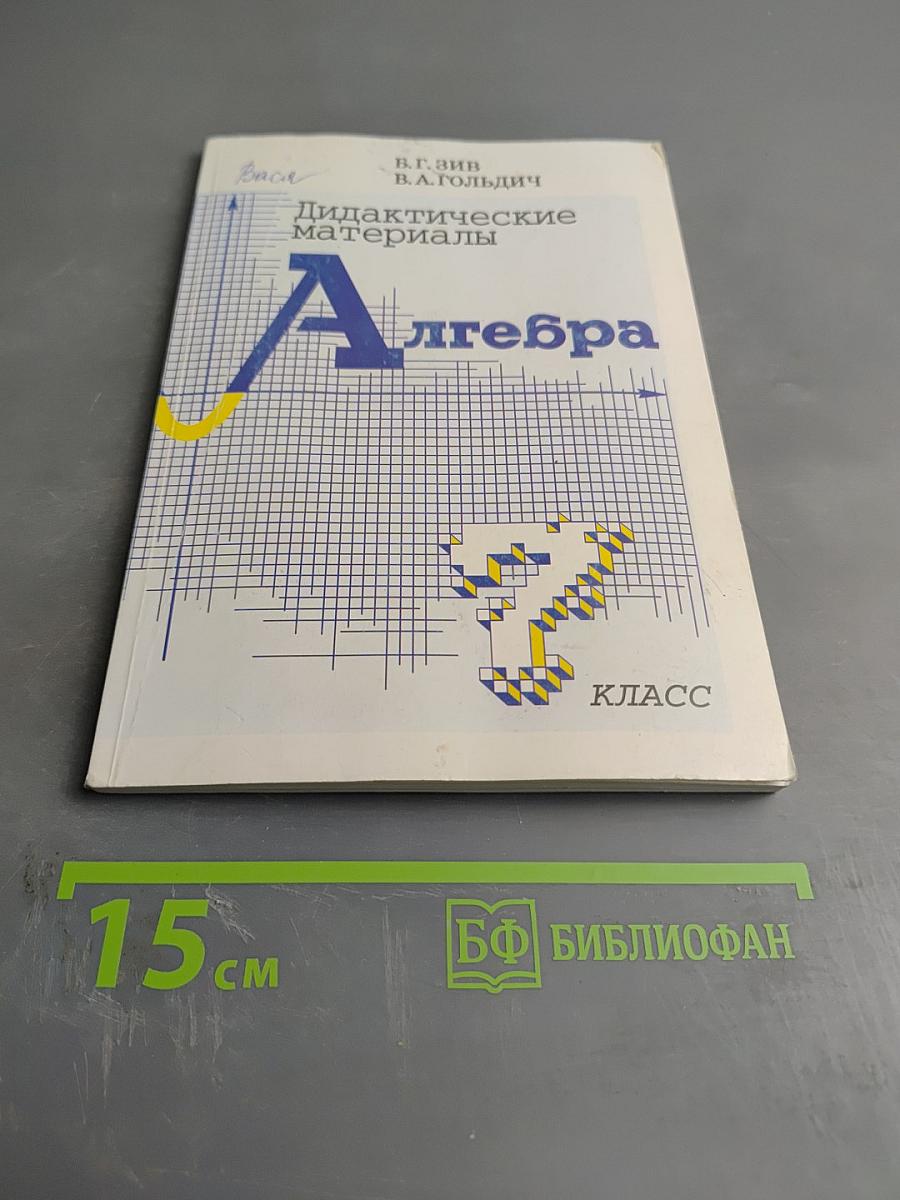 Вася
Б.Г.ЗИВ
В.А.ГОЛЬДИЧ
Дидактические
материалы
Алгебра
7
КЛАСС
15 см
БФ БИБЛИОФАН